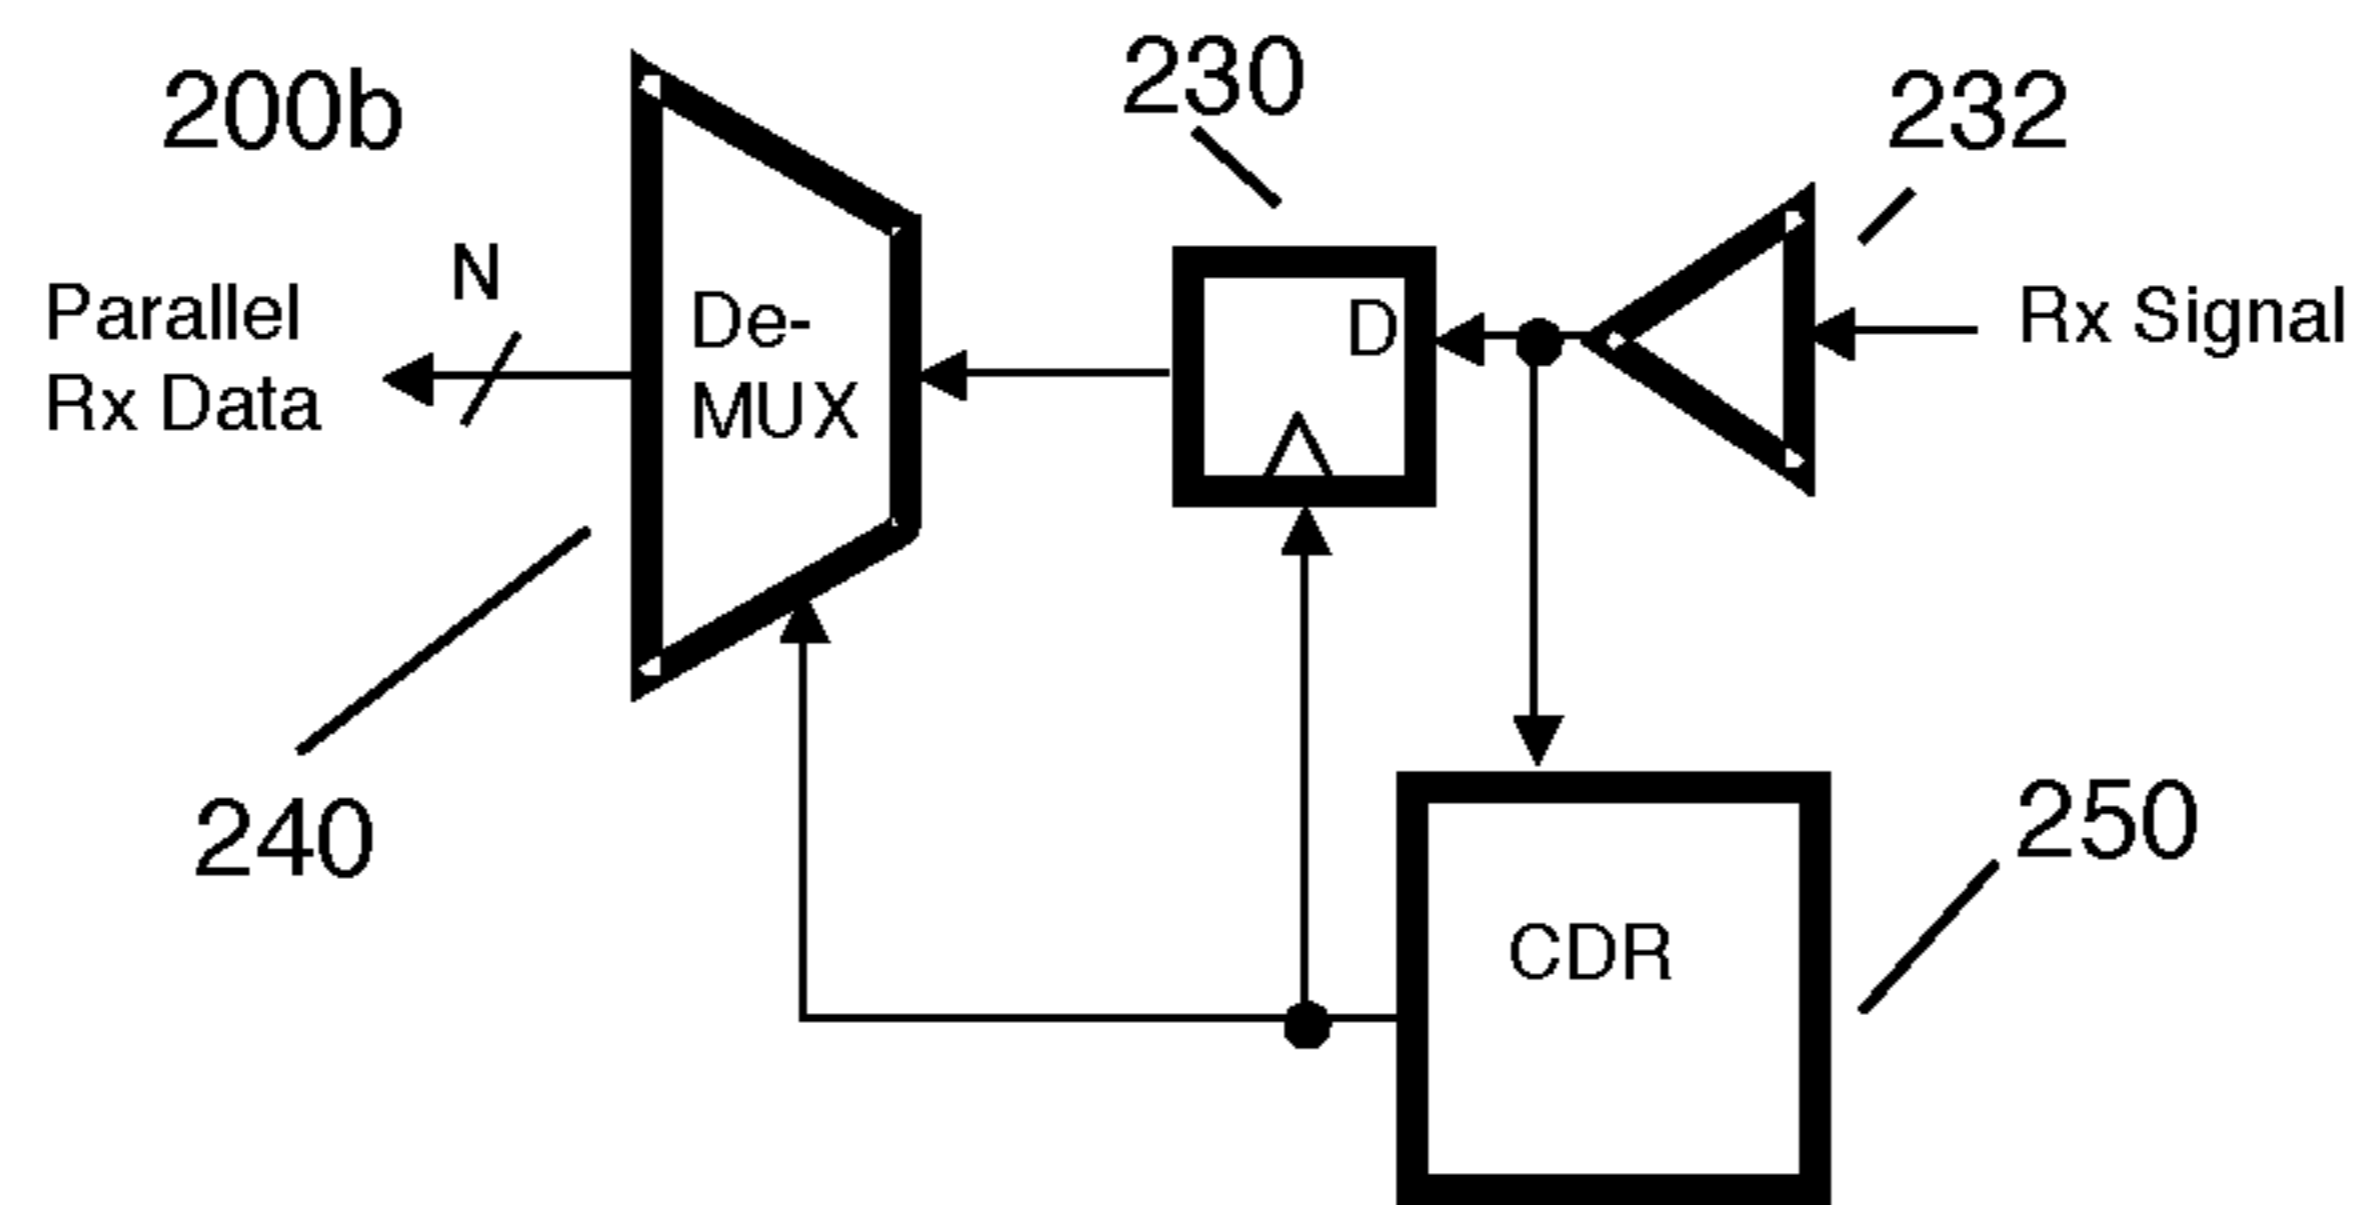 200b
230
232
N
Parallel
Rx Data
De-
MUX
D
Rx Signal
240
250
CDR